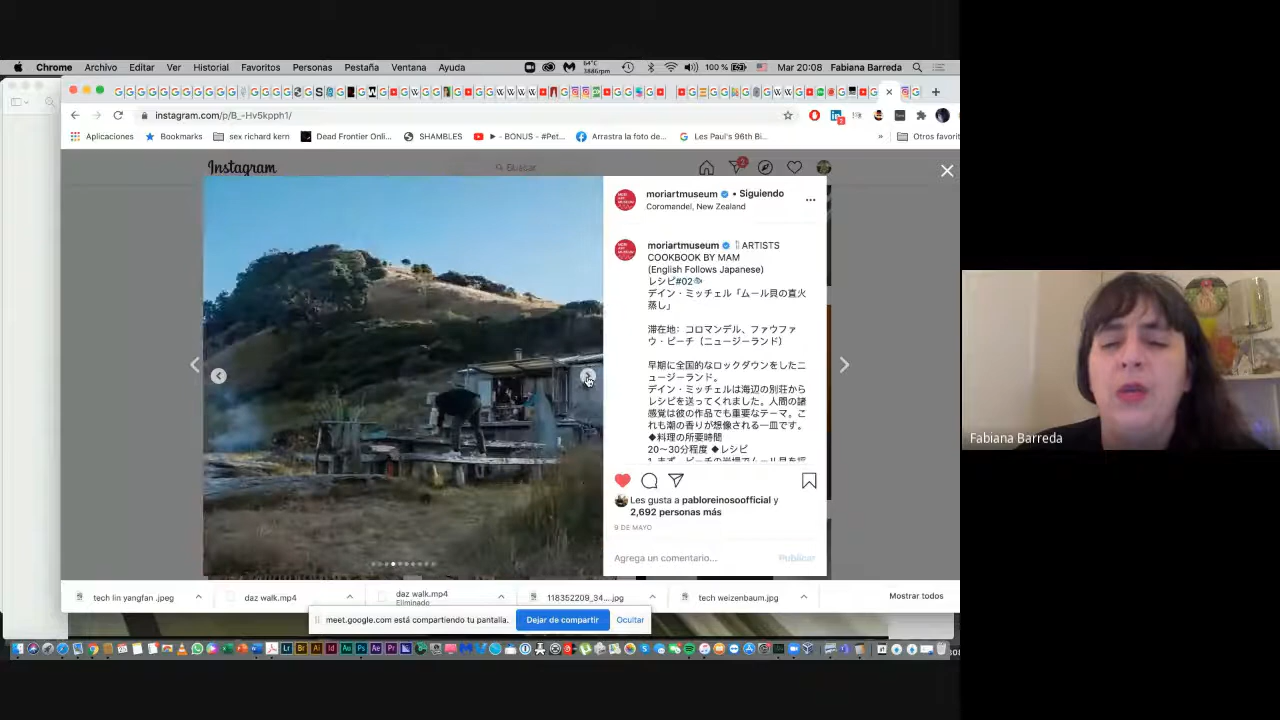 Chrome Archivo Editar Ver Historial Favoritos Personas Pestaña Ventana Ayuda 64°C 3886rpm 100 % Mar 20:08 Fabiana Barreda
instagram.com/p/B_-Hv5kpph1/
Aplicaciones Bookmarks sex richard kern Dead Frontier Onli... SHAMBLES ► - BONUS - #Pet... Arrastra la foto de... Les Paul's 96th Bi... » Otros favorit
Instagram Buscar
moriartmuseum • Siguiendo
Coromandel, New Zealand
moriartmuseum 🍴ARTISTS
COOKBOOK BY MAM
(English Follows Japanese)
レシピ#02🐟
デイン・ミッチェル「ムール貝の直火
蒸し」
滞在地: コロマンデル、ファウファ
ウ・ビーチ（ニュージーランド）
早期に全国的なロックダウンをしたニ
ュージーランド。
デイン・ミッチェルは海辺の別荘から
レシピを送ってくれました。人間の諸
感覚は彼の作品でも重要なテーマ。こ
れも潮の香りが想像される一皿です。
◆料理の所要時間
20〜30分程度 ◆レシピ
Les gusta a pabloreinosoofficial y
2,692 personas más
9 DE MAYO
Agrega un comentario... Publicar
Fabiana Barreda
tech lin yangfan .jpeg daz walk.mp4 daz walk.mp4 118352209_34....jpg tech weizenbaum.jpg Mostrar todos
Eliminado
meet.google.com está compartiendo tu pantalla. Dejar de compartir Ocultar